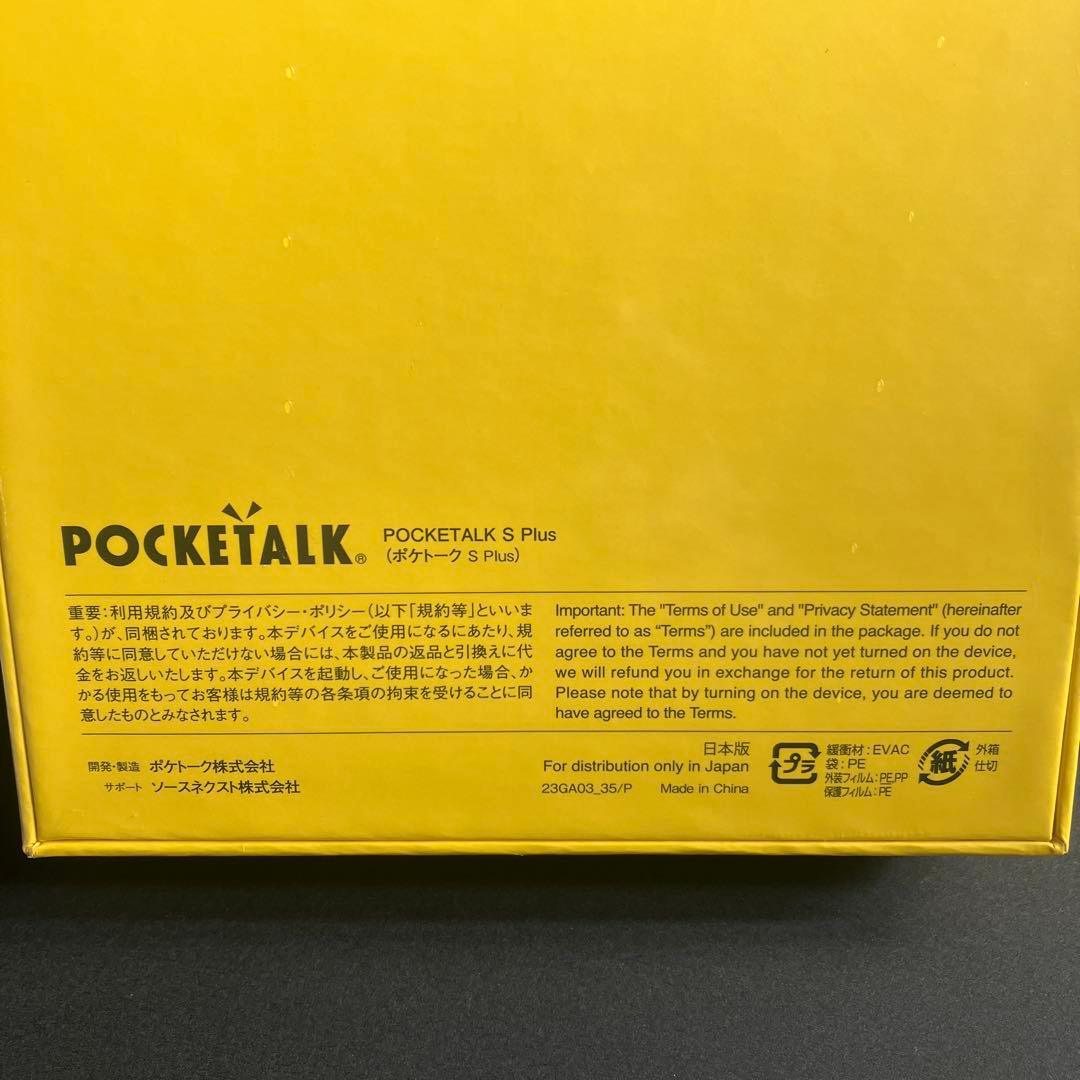 POCKETALK®
POCKETALK S Plus
(ポケトーク S Plus)
重要：利用規約及びプライバシー・ポリシー（以下「規約等」といいま
す。）が、同梱されております。本デバイスをご使用になるにあたり、規
約等に同意していただけない場合には、本製品の返品と引換えに代
金をお返しいたします。本デバイスを起動し、ご使用になった場合、か
かる使用をもってお客様は規約等の各条項の拘束を受けることに同
意したものとみなされます。
Important: The "Terms of Use" and "Privacy Statement" (hereinafter
referred to as “Terms”) are included in the package. If you do not
agree to the Terms and you have not yet turned on the device,
we will refund you in exchange for the return of this product.
Please note that by turning on the device, you are deemed to
have agreed to the Terms.
開発・製造 ポケトーク株式会社
サポート ソースネクスト株式会社
日本版
For distribution only in Japan
23GA03_35/P Made in China
プラ
緩衝材：EVAC
袋：PE
外装フィルム：PE,PP
保護フィルム：PE
紙
外箱
仕切